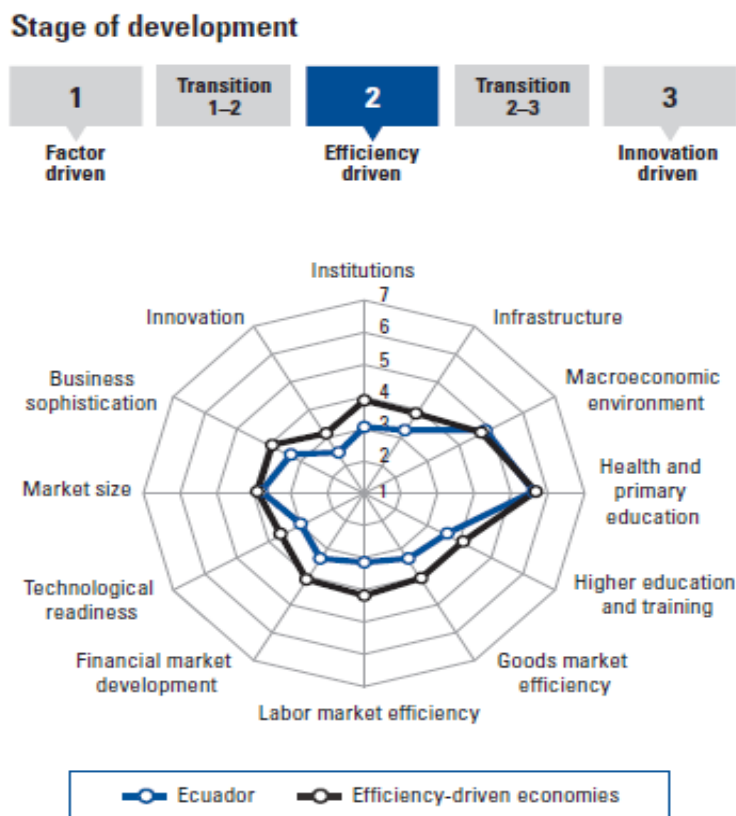 Stage of development
1
Transition
1–2
2
Transition
2–3
3
Factor
driven
Efficiency
driven
Innovation
driven
Institutions
7
Innovation
6
Infrastructure
5
Business
sophistication
4
Macroeconomic
environment
3
2
Market size
1
Health and
primary
education
Technological
readiness
Higher education
and training
Financial market
development
Goods market
efficiency
Labor market efficiency
Ecuador
Efficiency-driven economies